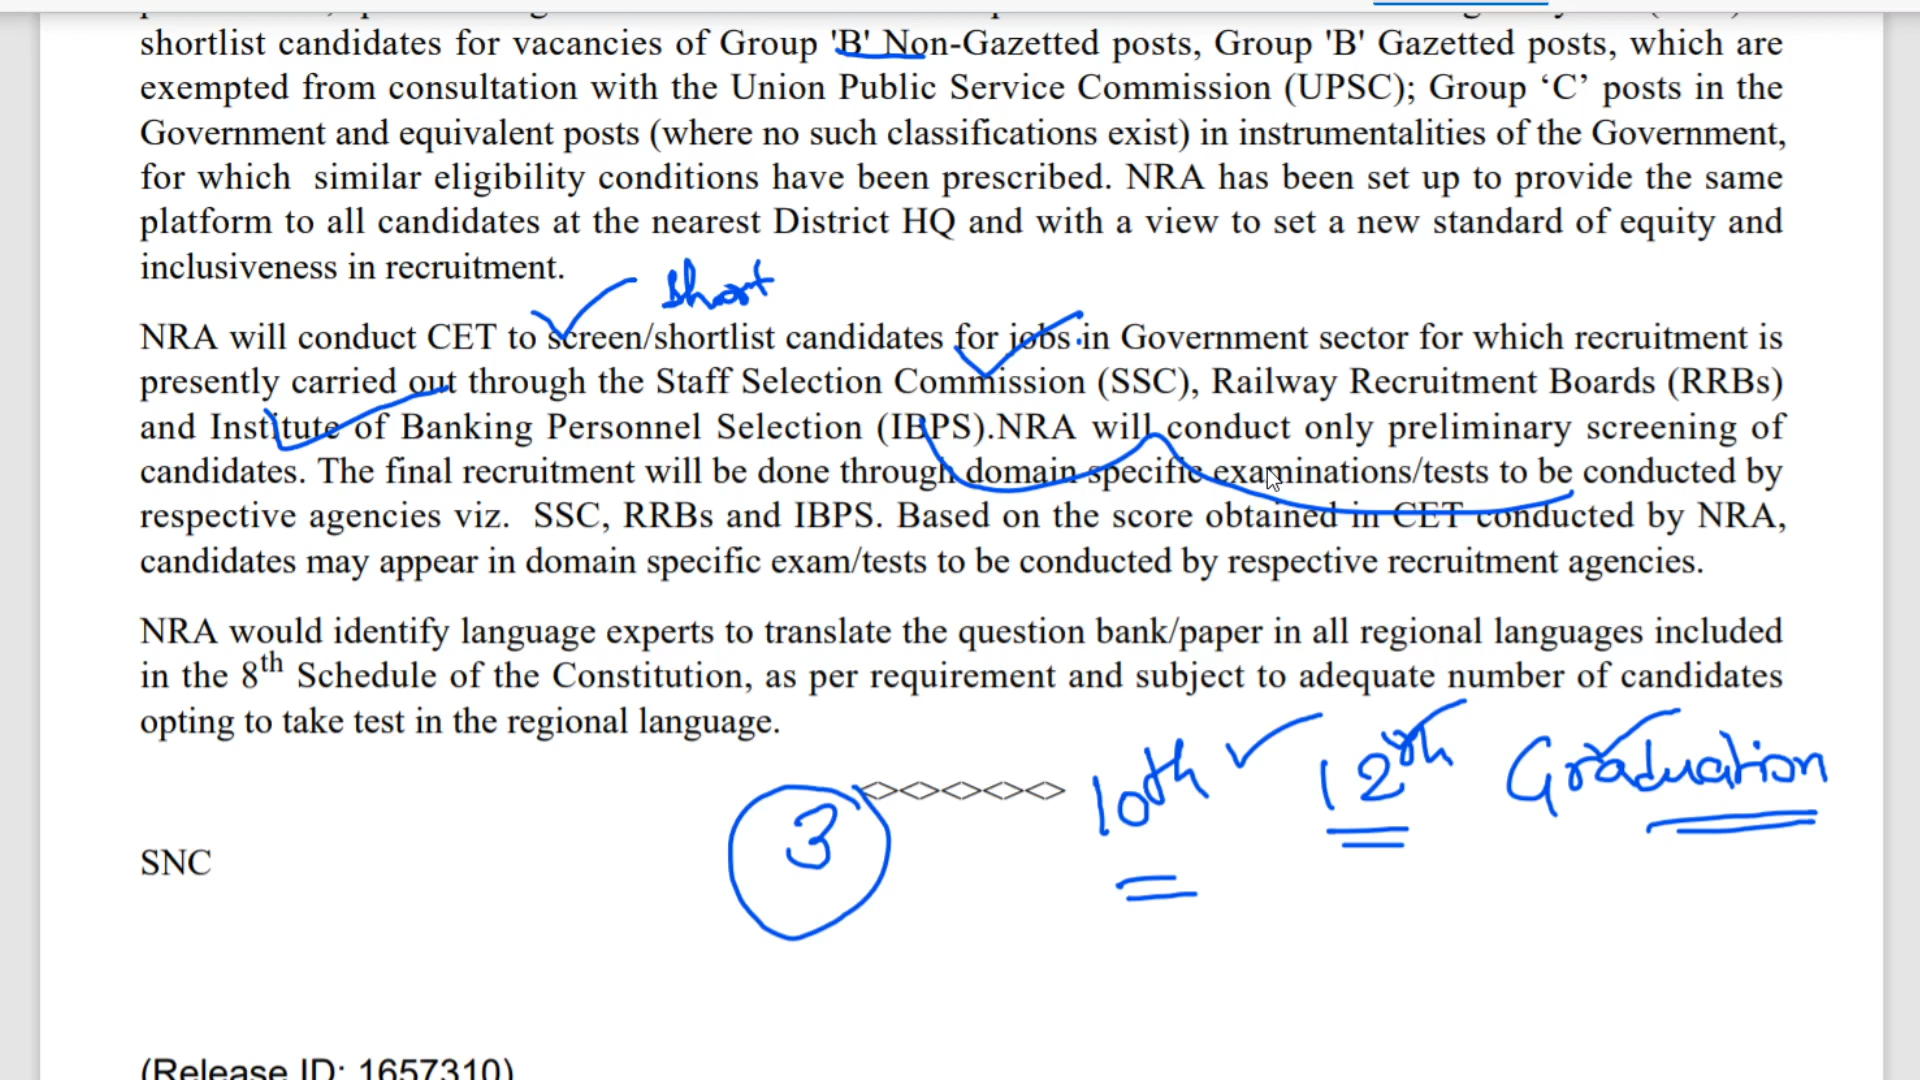 shortlist candidates for vacancies of Group 'B' Non-Gazetted posts, Group 'B' Gazetted posts, which are
exempted from consultation with the Union Public Service Commission (UPSC); Group ‘C’ posts in the
Government and equivalent posts (where no such classifications exist) in instrumentalities of the Government,
for which similar eligibility conditions have been prescribed. NRA has been set up to provide the same
platform to all candidates at the nearest District HQ and with a view to set a new standard of equity and
inclusiveness in recruitment.
short
NRA will conduct CET to screen/shortlist candidates for jobs in Government sector for which recruitment is
presently carried out through the Staff Selection Commission (SSC), Railway Recruitment Boards (RRBs)
and Institute of Banking Personnel Selection (IBPS).NRA will conduct only preliminary screening of
candidates. The final recruitment will be done through domain specific examinations/tests to be conducted by
respective agencies viz. SSC, RRBs and IBPS. Based on the score obtained in CET conducted by NRA,
candidates may appear in domain specific exam/tests to be conducted by respective recruitment agencies.
NRA would identify language experts to translate the question bank/paper in all regional languages included
in the 8th Schedule of the Constitution, as per requirement and subject to adequate number of candidates
opting to take test in the regional language.
3 10th 12th Graduation
SNC
(Release ID: 1657310)